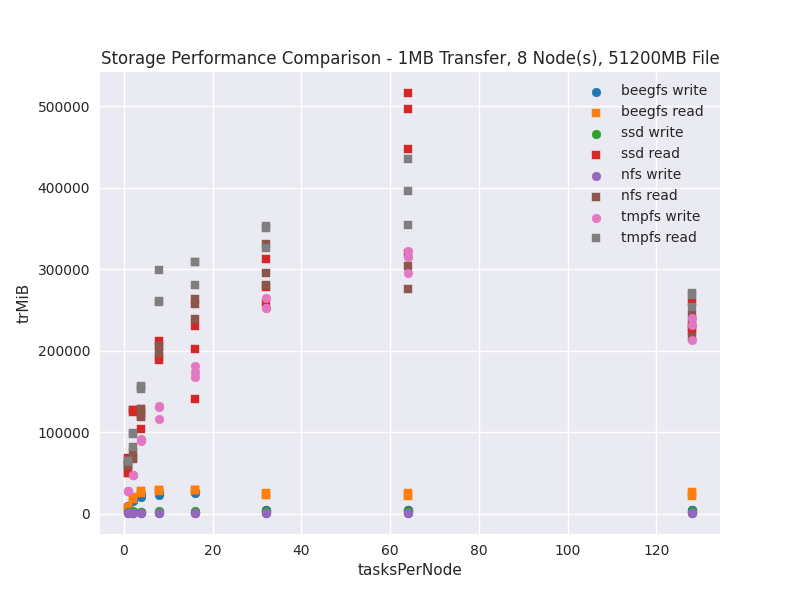 Storage Performance Comparison - 1MB Transfer, 8 Node(s), 51200MB File
trMiB
500000
400000
300000
200000
100000
0
beegfs write
beegfs read
ssd write
ssd read
nfs write
nfs read
tmpfs write
tmpfs read
0 20 40 60 80 100 120
tasksPerNode